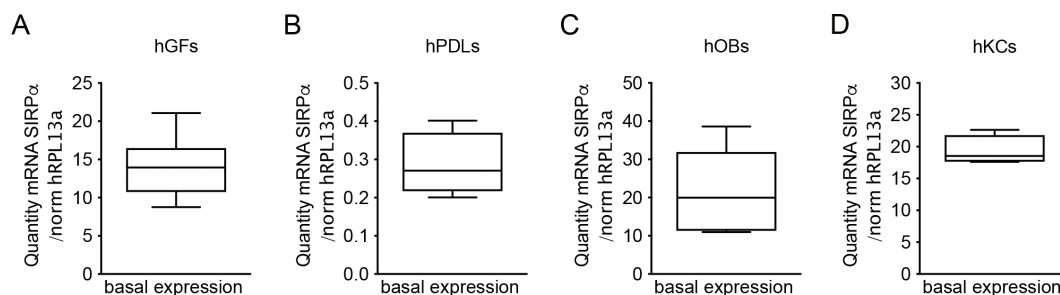 A
hGFs
Quantity mRNA SIRPα
/norm hRPL13a
25
20
15
10
5
0
basal expression
B
hPDLs
Quantity mRNA SIRPα
/norm hRPL13a
0.5
0.4
0.3
0.2
0.1
0.0
basal expression
C
hOBs
Quantity mRNA SIRPα
/norm hRPL13a
50
40
30
20
10
0
basal expression
D
hKCs
Quantity mRNA SIRPα
/norm hRPL13a
30
25
20
15
10
5
0
basal expression